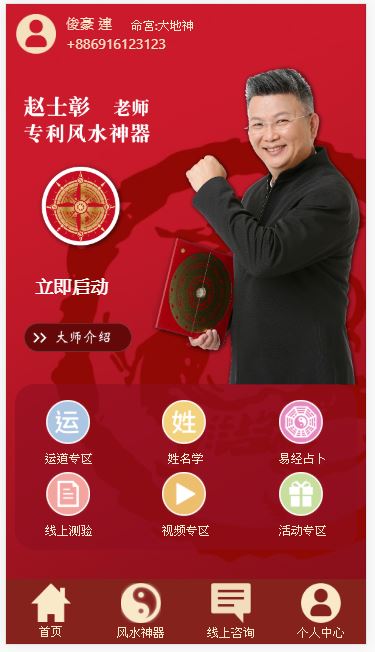 俊豪 連 命宮:大地神
+886916123123
赵士彰 老师
专利风水神器
立即启动
大师介绍
运 姓
运道专区 姓名学 易经占卜
线上测验 视频专区 活动专区
首页 风水神器 线上咨询 个人中心